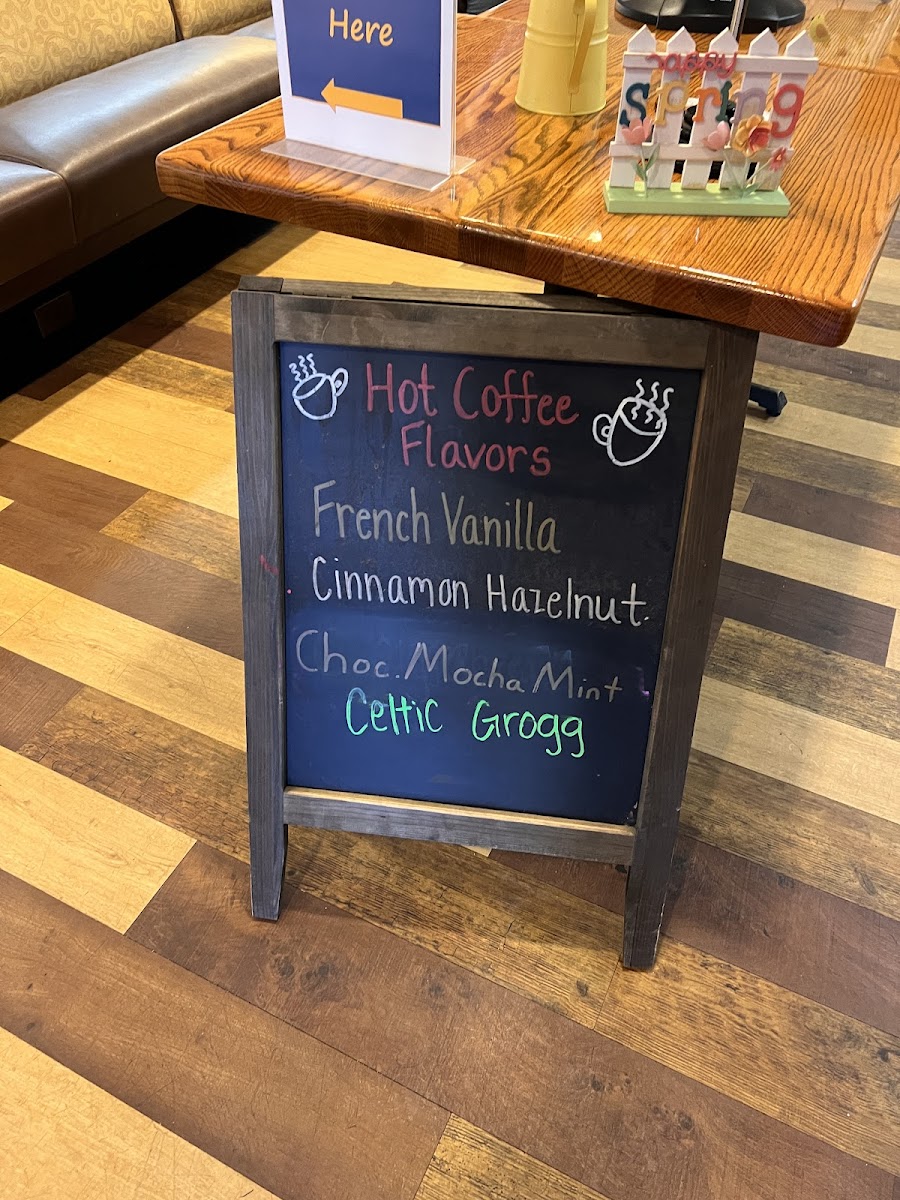 Here
Happy
Spring
Hot Coffee
Flavors
French Vanilla
Cinnamon Hazelnut.
Choc. Mocha Mint
Celtic Grogg